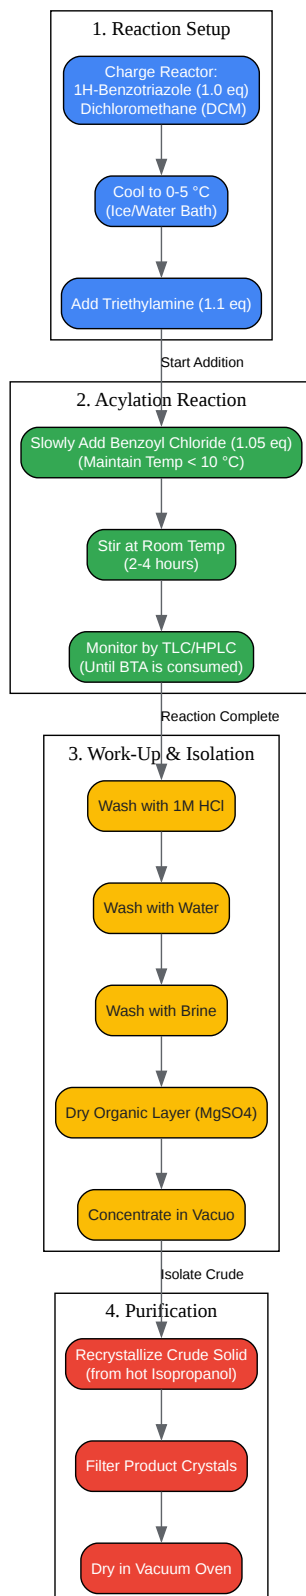 1. Reaction Setup
Charge Reactor:
1H-Benzotriazole (1.0 eq)
Dichloromethane (DCM)
Cool to 0-5 °C
(Ice/Water Bath)
Add Triethylamine (1.1 eq)
Start Addition
2. Acylation Reaction
Slowly Add Benzoyl Chloride (1.05 eq)
(Maintain Temp < 10 °C)
Stir at Room Temp
(2-4 hours)
Monitor by TLC/HPLC
(Until BTA is consumed)
Reaction Complete
3. Work-Up & Isolation
Wash with 1M HCl
Wash with Water
Wash with Brine
Dry Organic Layer (MgSO4)
Concentrate in Vacuo
Isolate Crude
4. Purification
Recrystallize Crude Solid
(from hot Isopropanol)
Filter Product Crystals
Dry in Vacuum Oven